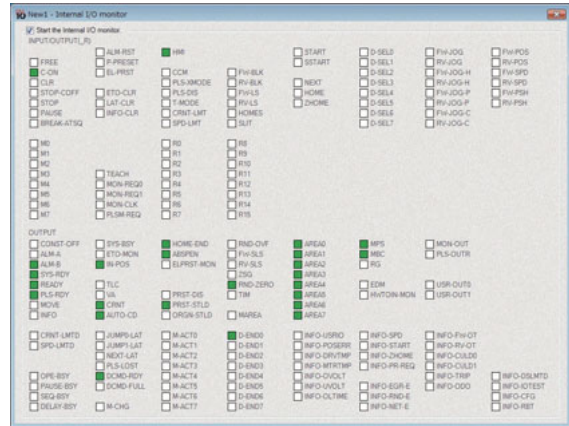 New1 - Internal I/O monitor
Start the Internal I/O monitor.
INPUT/OUTPUT(_R)
ALM-RST HMI START D-SEL0 FW-JOG FW-POS
FREE P-PRESET SSTART D-SEL1 RV-JOG RV-POS
C-ON EL-PRST CCM FW-BLK D-SEL2 FW-JOG-H FW-SPD
CLR PLS-XMODE RV-BLK NEXT D-SEL3 RV-JOG-H RV-SPD
STOP-COFF ETO-CLR PLS-DIS FW-LS HOME D-SEL4 FW-JOG-P FW-PSH
STOP LAT-CLR T-MODE RV-LS ZHOME D-SEL5 RV-JOG-P RV-PSH
PAUSE INFO-CLR CRNT-LMT HOMES D-SEL6 FW-JOG-C
BREAK-ATSQ SPD-LMT SLIT D-SEL7 RV-JOG-C
M0 R0 R8
M1 R1 R9
M2 R2 R10
M3 TEACH R3 R11
M4 MON-REQ0 R4 R12
M5 MON-REQ1 R5 R13
M6 MON-CLK R6 R14
M7 PLSM-REQ R7 R15
OUTPUT
CONST-OFF SYS-BSY HOME-END RND-OVF AREA0 MPS MON-OUT
ALM-A ETO-MON ABSPEN FW-SLS AREA1 MBC PLS-OUTR
ALM-B IN-POS ELPRST-MON RV-SLS AREA2 RG
SYS-RDY ZSG AREA3
READY TLC RND-ZERO AREA4 EDM USR-OUT0
PLS-RDY VA PRST-DIS TIM AREA5 HWTOIN-MON USR-OUT1
MOVE CRNT PRST-STLD AREA6
INFO AUTO-CD ORGN-STLD MAREA AREA7
CRNT-LMTD JUMP0-LAT M-ACT0 D-END0 INFO-USRIO INFO-SPD INFO-FW-OT
SPD-LMTD JUMP1-LAT M-ACT1 D-END1 INFO-POSERR INFO-START INFO-RV-OT
NEXT-LAT M-ACT2 D-END2 INFO-DRVTMP INFO-ZHOME INFO-CULD0
PLS-LOST M-ACT3 D-END3 INFO-MTRTMP INFO-PR-REQ INFO-CULD1
OPE-BSY DCMD-RDY M-ACT4 D-END4 INFO-OVOLT INFO-TRIP INFO-DSLMTD
PAUSE-BSY DCMD-FULL M-ACT5 D-END5 INFO-UVOLT INFO-EGR-E INFO-ODO INFO-IOTEST
SEQ-BSY M-ACT6 D-END6 INFO-OLTIME INFO-RND-E INFO-CFG
DELAY-BSY M-CHG M-ACT7 D-END7 INFO-NET-E INFO-RBT